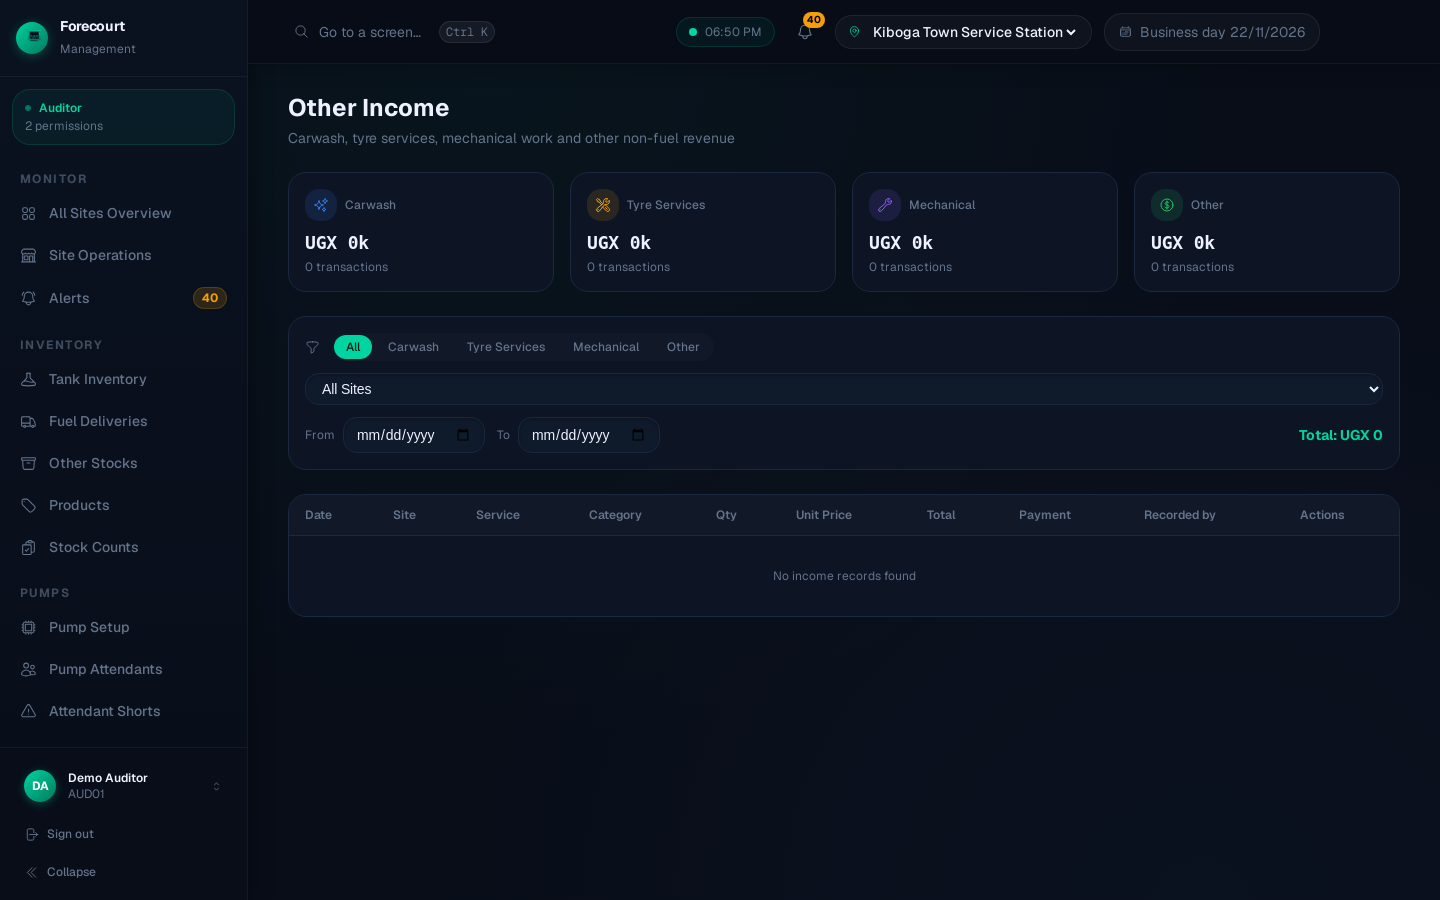 Forecourt
Management
Auditor
2 permissions
MONITOR
All Sites Overview
Site Operations
Alerts
40
INVENTORY
Tank Inventory
Fuel Deliveries
Other Stocks
Products
Stock Counts
PUMPS
Pump Setup
Pump Attendants
Attendant Shorts
DA
Demo Auditor
AUD01
Sign out
Collapse
Go to a screen...
Ctrl K
06:50 PM
40
Kiboga Town Service Station
Business day 22/11/2026
Other Income
Carwash, tyre services, mechanical work and other non-fuel revenue
Carwash
UGX 0k
0 transactions
Tyre Services
UGX 0k
0 transactions
Mechanical
UGX 0k
0 transactions
Other
UGX 0k
0 transactions
All Carwash Tyre Services Mechanical Other
All Sites
From mm/dd/yyyy To mm/dd/yyyy Total: UGX 0
Date Site Service Category Qty Unit Price Total Payment Recorded by Actions
No income records found